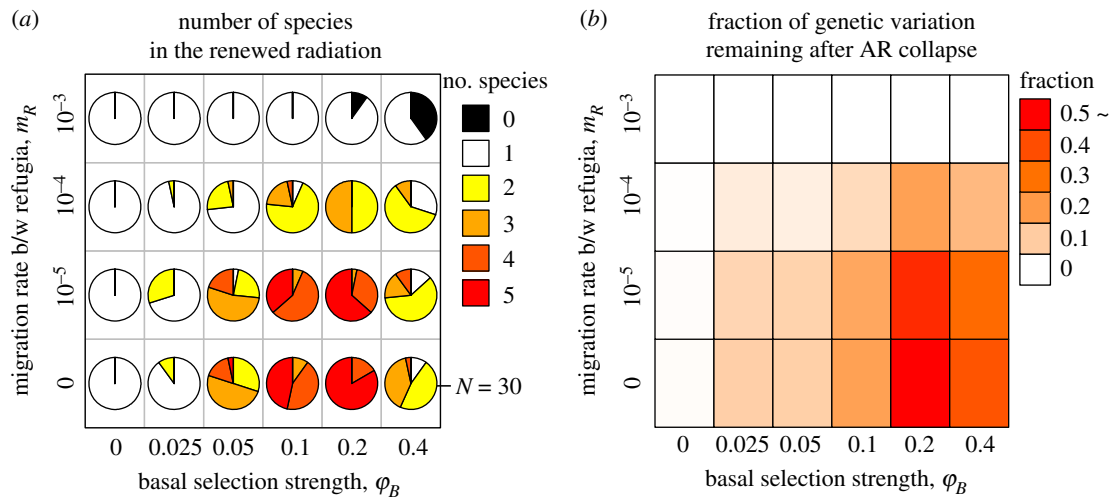 (a)
number of species
in the renewed radiation
migration rate b/w refugia, m_R
10⁻³
10⁻⁴
10⁻⁵
0
no. species
0
1
2
3
4
5
N = 30
0 0.025 0.05 0.1 0.2 0.4
basal selection strength, φ_B
(b)
fraction of genetic variation
remaining after AR collapse
migration rate b/w refugia, m_R
10⁻³
10⁻⁴
10⁻⁵
0
fraction
0.5 ~
0.4
0.3
0.2
0.1
0
0 0.025 0.05 0.1 0.2 0.4
basal selection strength, φ_B